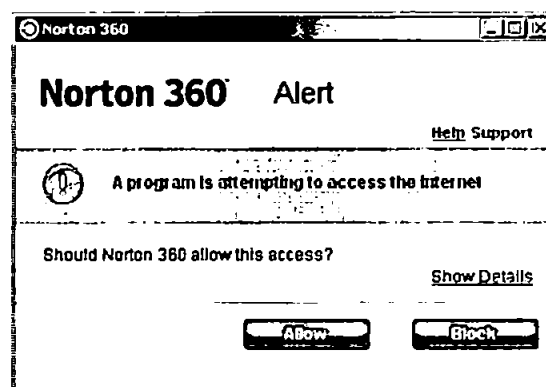 Norton 360
Norton 360 Alert
Help Support
A program is attempting to access the Internet
Should Norton 360 allow this access?
Show Details
Allow Block